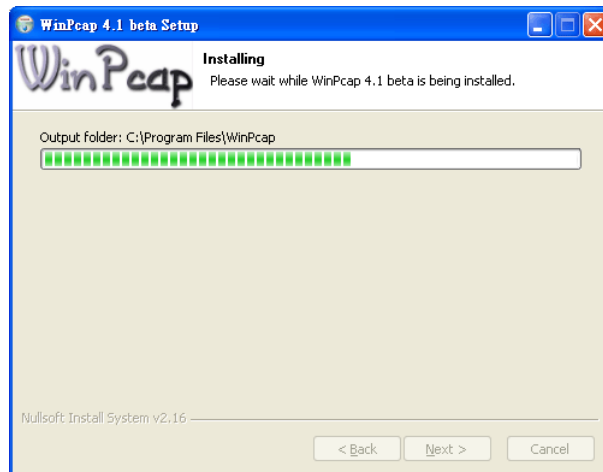 WinPcap 4.1 beta Setup
WinPcap
Installing
Please wait while WinPcap 4.1 beta is being installed.
Output folder: C:\Program Files\WinPcap
Nullsoft Install System v2.16
< Back
Next >
Cancel